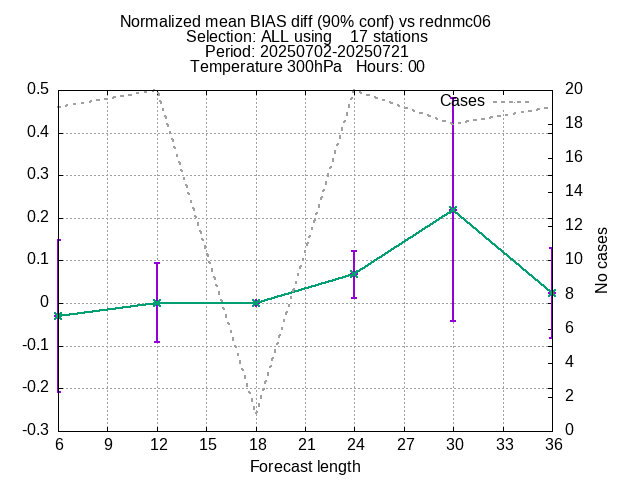 Normalized mean BIAS diff (90% conf) vs rednmc06
Selection: ALL using    17 stations
Period: 20250702-20250721
Temperature 300hPa   Hours: 00
Cases
0.5
0.4
0.3
0.2
0.1
0
-0.1
-0.2
-0.3
20
18
16
14
12
10
8
6
4
2
0
No cases
6 9 12 15 18 21 24 27 30 33 36
Forecast length